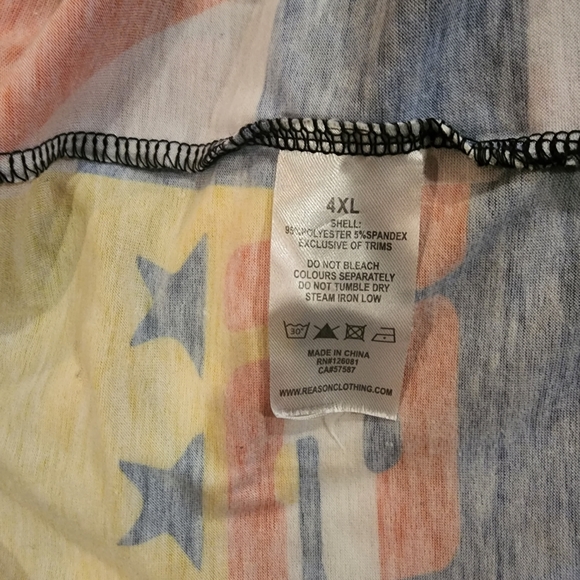 4XL
SHELL:
95%POLYESTER 5%SPANDEX
EXCLUSIVE OF TRIMS
DO NOT BLEACH
COLOURS SEPARATELY
DO NOT TUMBLE DRY
STEAM IRON LOW
30°
MADE IN CHINA
RN#126081
CA#57587
WWW.REASONCLOTHING.COM